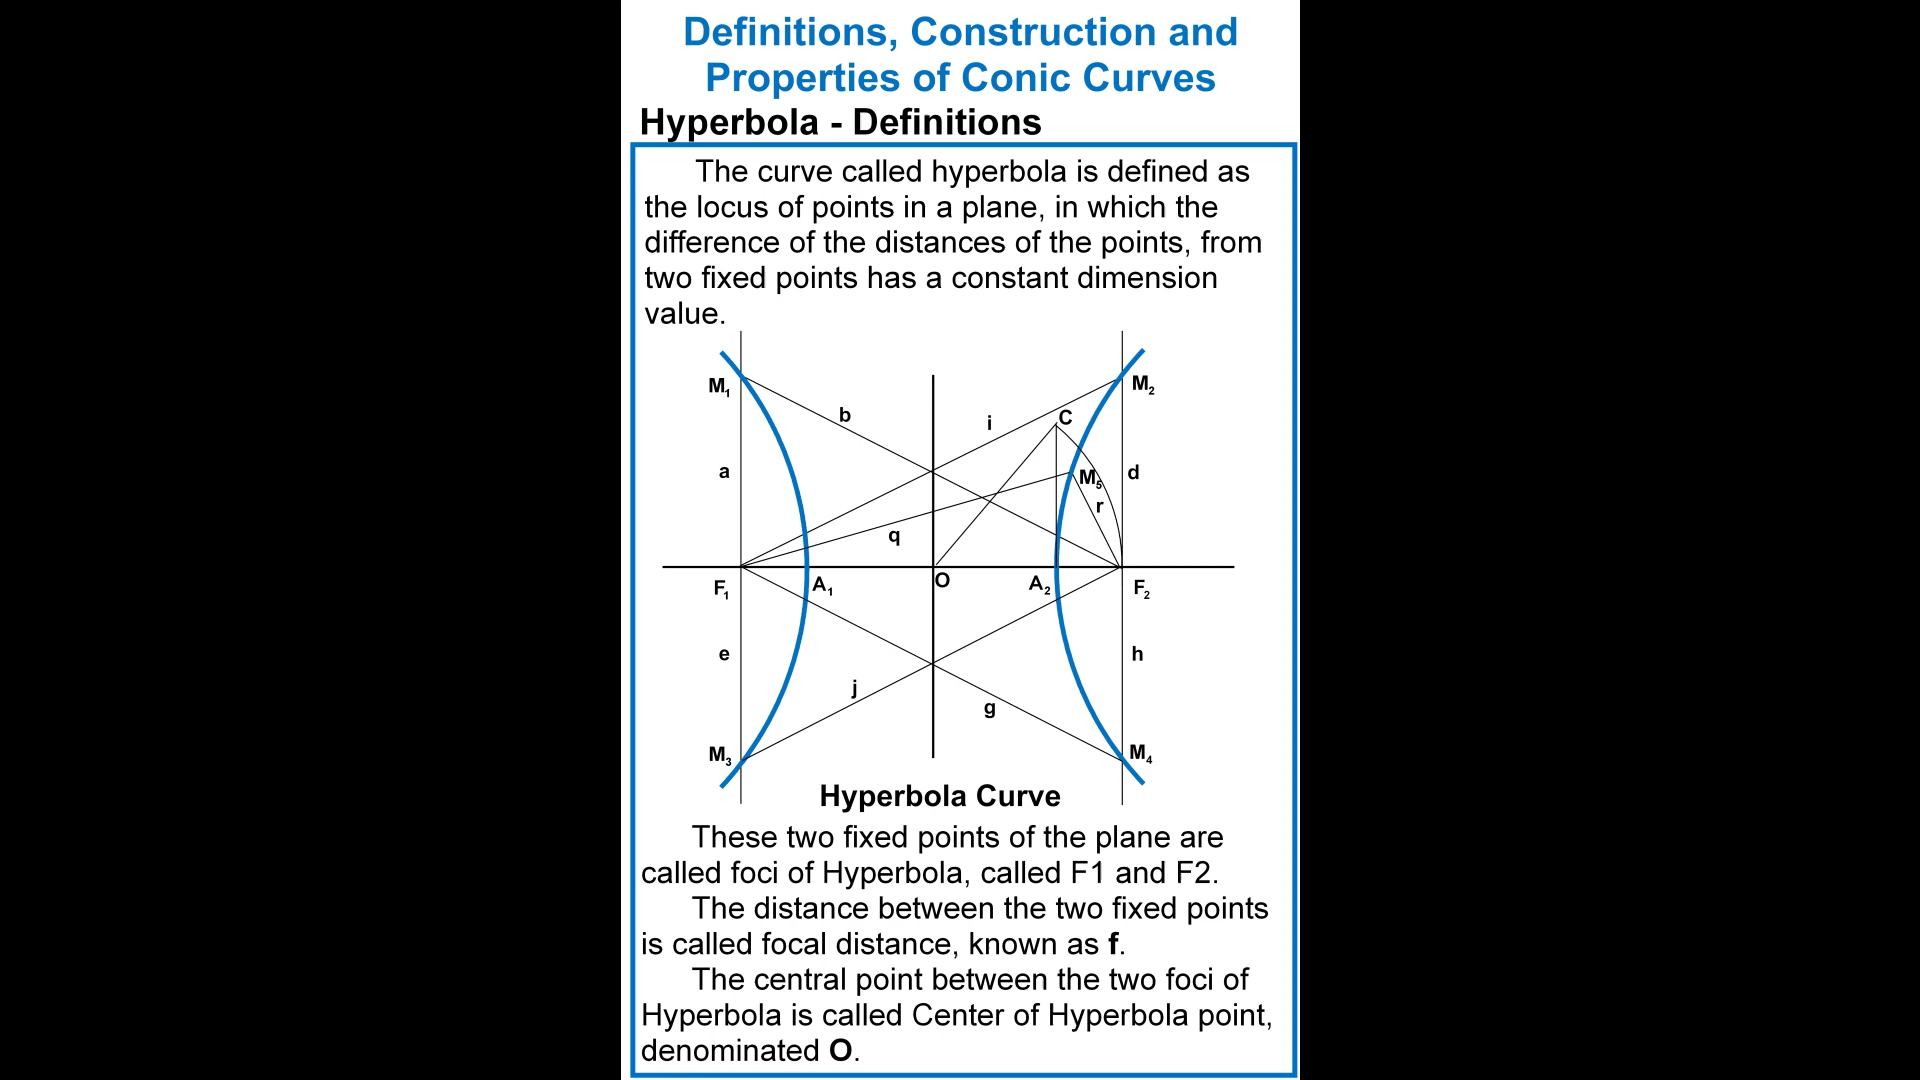 Definitions, Construction and
Properties of Conic Curves
Hyperbola - Definitions
The curve called hyperbola is defined as
the locus of points in a plane, in which the
difference of the distances of the points, from
two fixed points has a constant dimension
value.
M1
M2
b
i
C
a
M5
d
r
q
F1
A1
O
A2
F2
e
h
j
g
M3
M4
Hyperbola Curve
These two fixed points of the plane are
called foci of Hyperbola, called F1 and F2.
The distance between the two fixed points
is called focal distance, known as f.
The central point between the two foci of
Hyperbola is called Center of Hyperbola point,
denominated O.